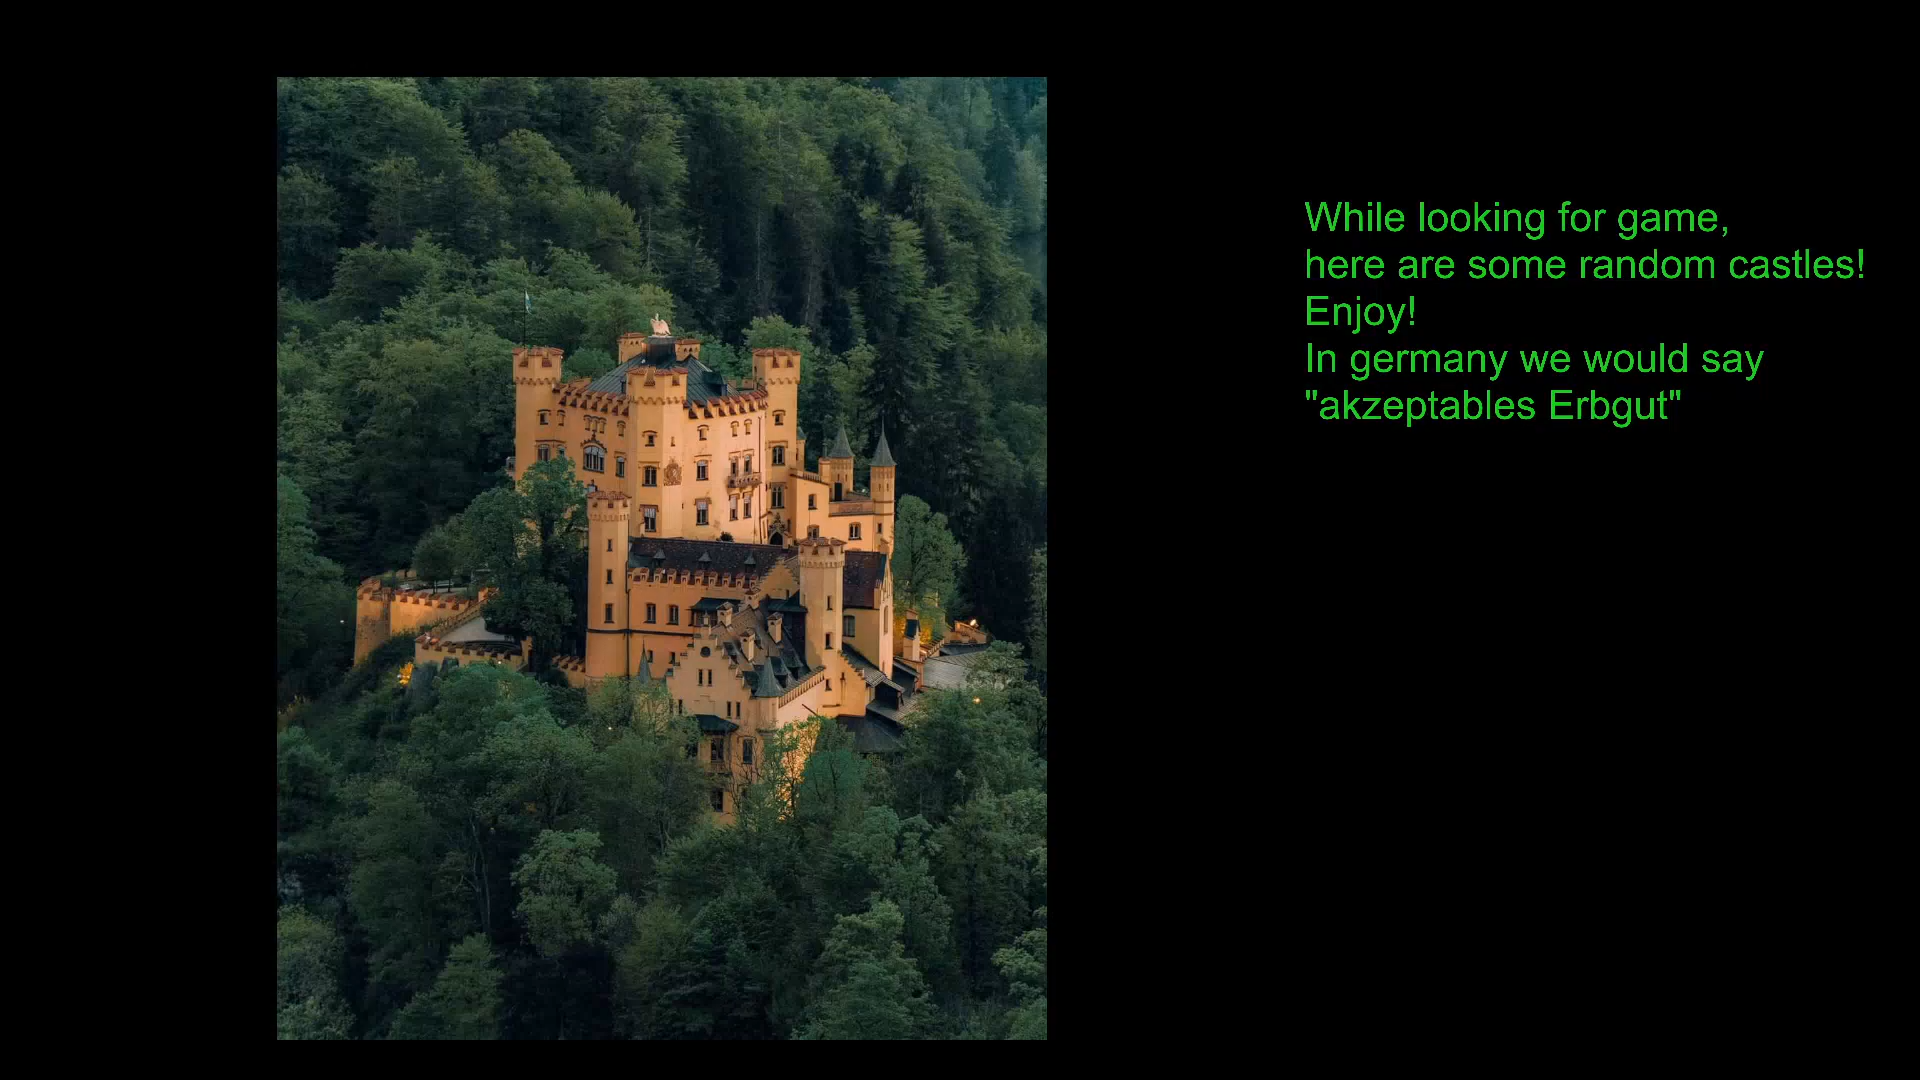 While looking for game,
here are some random castles!
Enjoy!
In germany we would say
"akzeptables Erbgut"